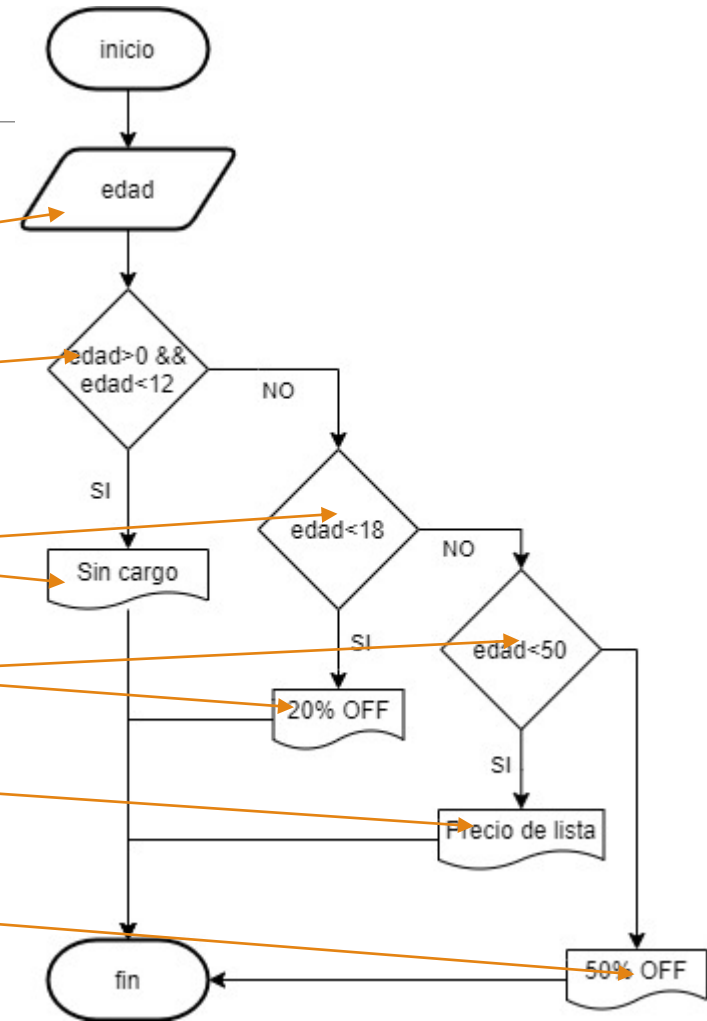 inicio
edad
edad>0 &&
edad<12
NO
SI
edad<18
Sin cargo
NO
SI
edad<50
20% OFF
SI
Precio de lista
50% OFF
fin